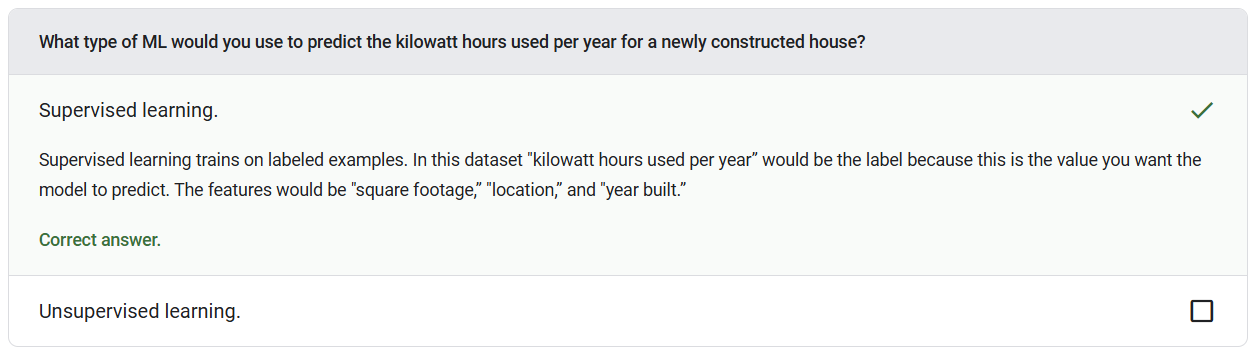 What type of ML would you use to predict the kilowatt hours used per year for a newly constructed house?
Supervised learning.
Supervised learning trains on labeled examples. In this dataset "kilowatt hours used per year” would be the label because this is the value you want the
model to predict. The features would be "square footage,” "location,” and "year built.”
Correct answer.
Unsupervised learning.